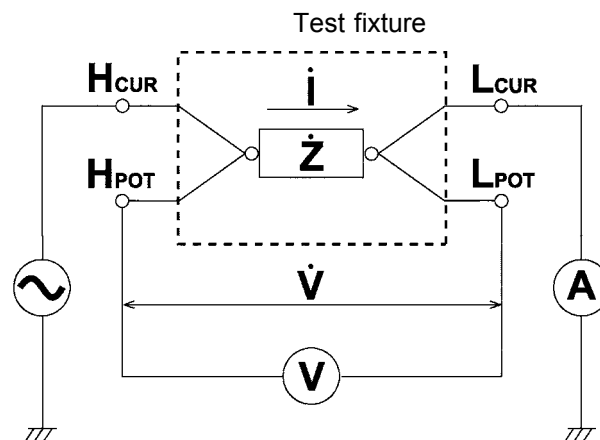 Test fixture
HCUR
LCUR
İ
Ż
HPOT
LPOT
V̇
A
V